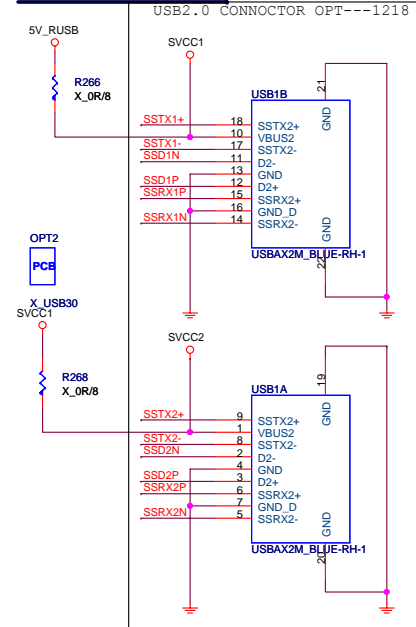 USB2.0 CONNOCTOR OPT---1218
5V_RUSB
SVCC1
R266
X_0R/8
USB1B
21
GND
SSTX1+ 18 SSTX2+
10 VBUS2
SSTX1- 17 SSTX2-
SSD1N 11 D2-
13 GND
SSD1P 12 D2+
SSRX1P 15 SSRX2+
16 GND_D
SSRX1N 14 SSRX2-
GND
22
USBAX2M_BLUE-RH-1
OPT2
PCB
X_USB30
SVCC1
SVCC2
R268
X_0R/8
USB1A
19
GND
SSTX2+ 9 SSTX2+
1 VBUS2
SSTX2- 8 SSTX2-
SSD2N 2 D2-
4 GND
SSD2P 3 D2+
SSRX2P 6 SSRX2+
7 GND_D
SSRX2N 5 SSRX2-
GND
20
USBAX2M_BLUE-RH-1